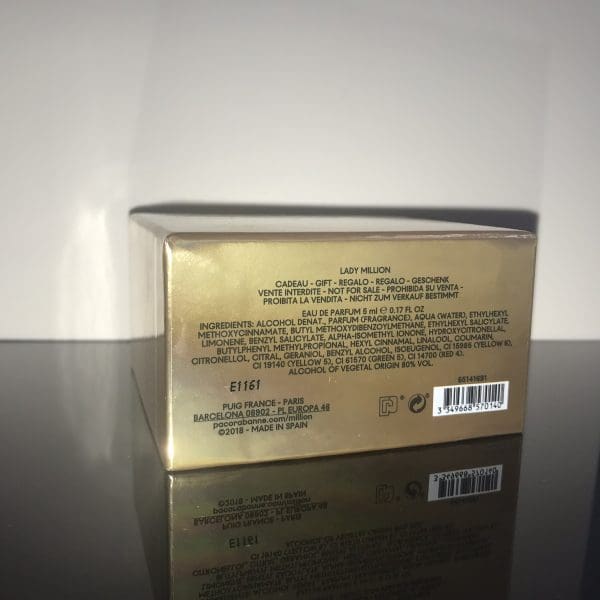 LADY MILLION
CADEAU - GIFT - REGALO - REGALO - GESCHENK
VENTE INTERDITE - NOT FOR SALE - PROHIBIDA SU VENTA -
PROIBITA LA VENDITA - NICHT ZUM VERKAUF BESTIMMT
EAU DE PARFUM 5 ml ℮ 0.17 FL OZ
INGREDIENTS: ALCOHOL DENAT., PARFUM (FRAGRANCE), AQUA (WATER), ETHYLHEXYL
METHOXYCINNAMATE, BUTYL METHOXYDIBENZOYLMETHANE, ETHYLHEXYL SALICYLATE,
LIMONENE, BENZYL SALICYLATE, ALPHA-ISOMETHYL IONONE, HYDROXYCITRONELLAL,
BUTYLPHENYL METHYLPROPIONAL, HEXYL CINNAMAL, LINALOOL, COUMARIN,
CITRONELLOL, CITRAL, GERANIOL, BENZYL ALCOHOL, ISOEUGENOL, CI 15985 (YELLOW 6),
CI 19140 (YELLOW 5), CI 61570 (GREEN 5), CI 14700 (RED 4).
ALCOHOL OF VEGETAL ORIGIN 80% VOL.
E1161
65141691
PUIG FRANCE - PARIS
BARCELONA 08902 - PL EUROPA 46
pacorabanne.com/million
©2018 - MADE IN SPAIN
3 349668 570140